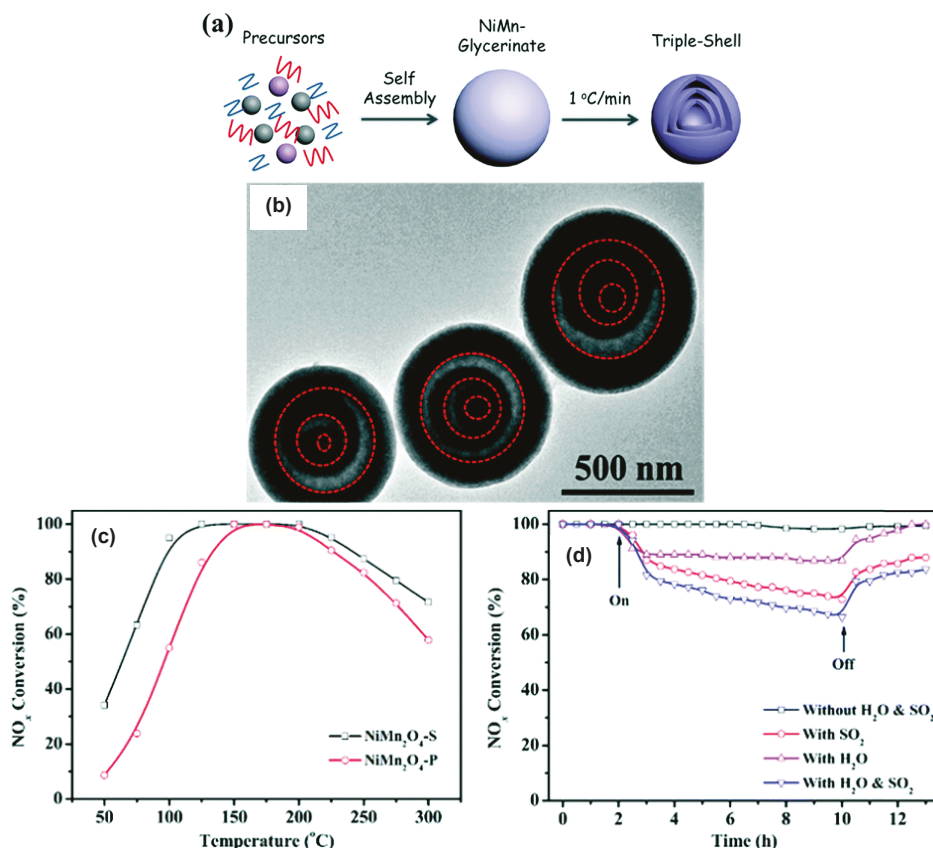 (a)
Precursors
Self
Assembly
NiMn-
Glycerinate
1 °C/min
Triple-Shell
(b)
500 nm
(c)
NOx Conversion (%)
100
80
60
40
20
0
NiMn2O4-S
NiMn2O4-P
50 100 150 200 250 300
Temperature (°C)
(d)
NOx Conversion (%)
100
80
60
40
20
0
On
Off
Without H2O & SO2
With SO2
With H2O
With H2O & SO2
0 2 4 6 8 10 12
Time (h)